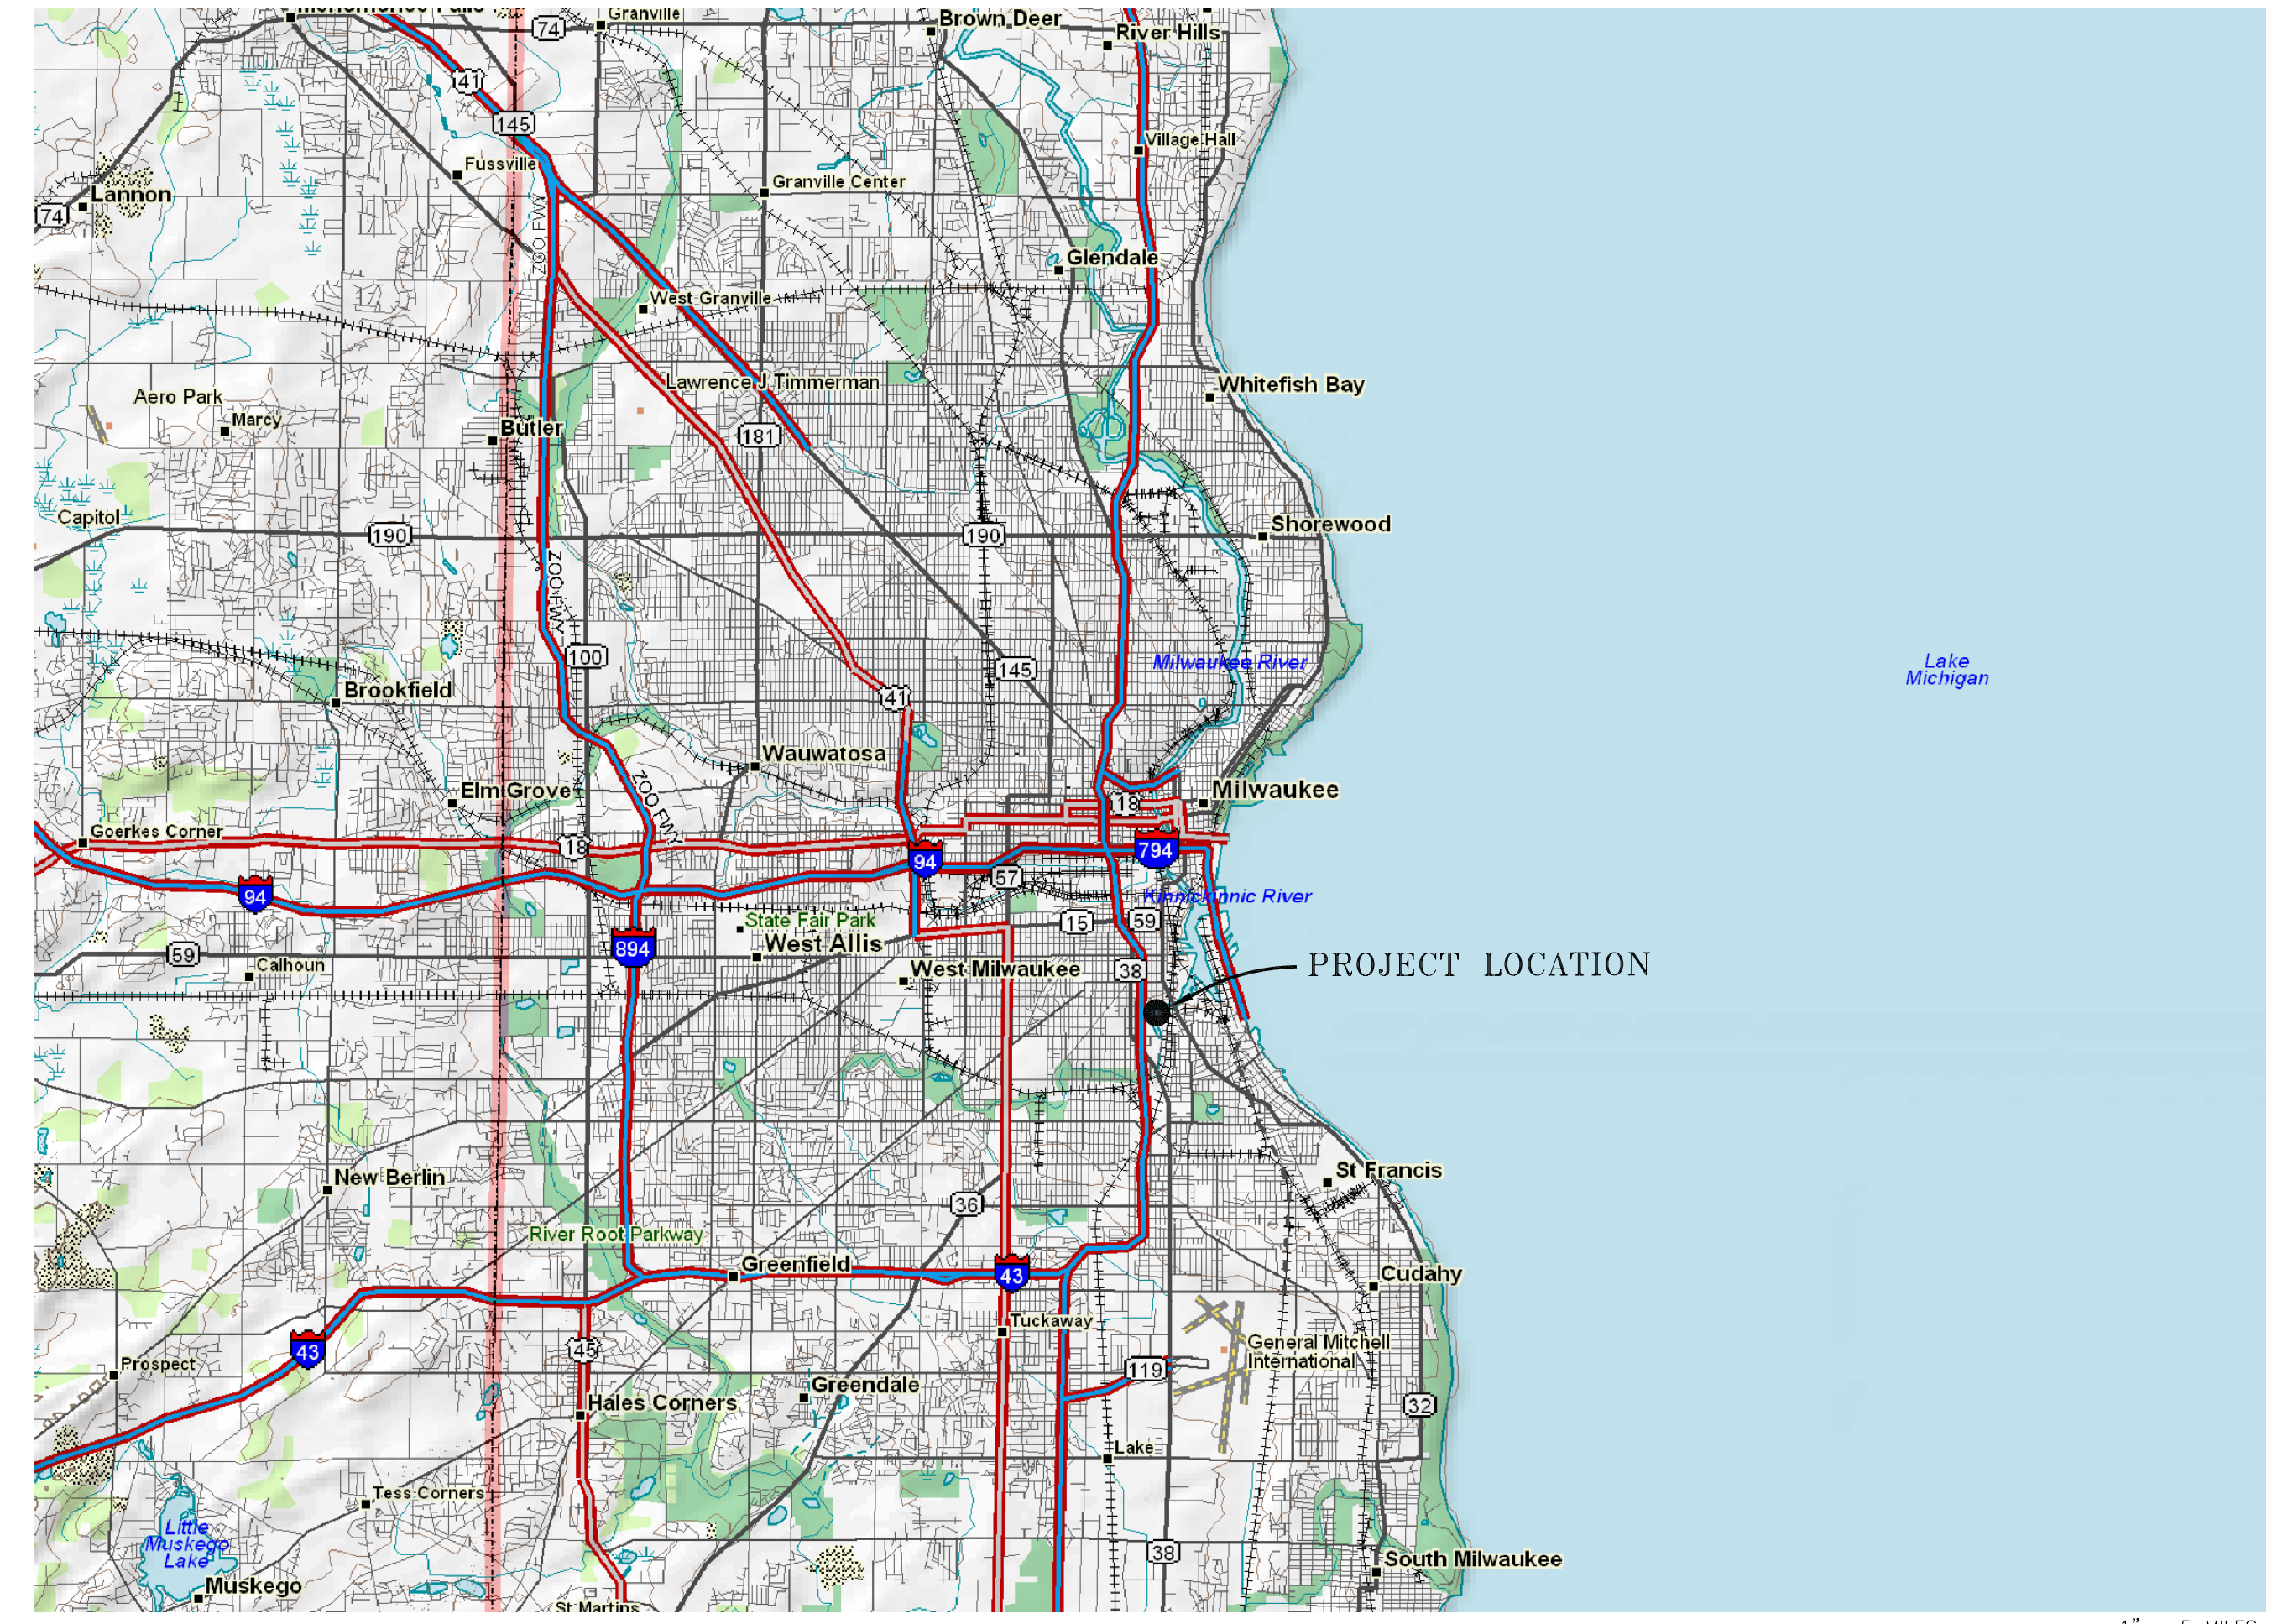 Granville
Brown Deer
River Hills
74
41
145
Village Hall
Fussville
Granville Center
Lannon
74
ZOO FWY
Glendale
West Granville
Lawrence J Timmerman
Whitefish Bay
Aero Park
Marcy
Butler
181
Capitol
190
190
Shorewood
ZOO FWY
100
145
Milwaukee River
Lake
Michigan
Brookfield
41
Wauwatosa
ZOO FWY
Elm Grove
Milwaukee
18
Goerkes Corner
18
94
794
57
94
Kinnickinnic River
State Fair Park
15
59
West Allis
894
59
Calhoun
West Milwaukee
38
PROJECT LOCATION
St Francis
New Berlin
36
River Root Parkway
Greenfield
43
Cudahy
Tuckaway
General Mitchell
International
45
43
Prospect
119
Greendale
Hales Corners
32
Lake
Tess Corners
Little
Muskego
Lake
38
South Milwaukee
Muskego
St Martins